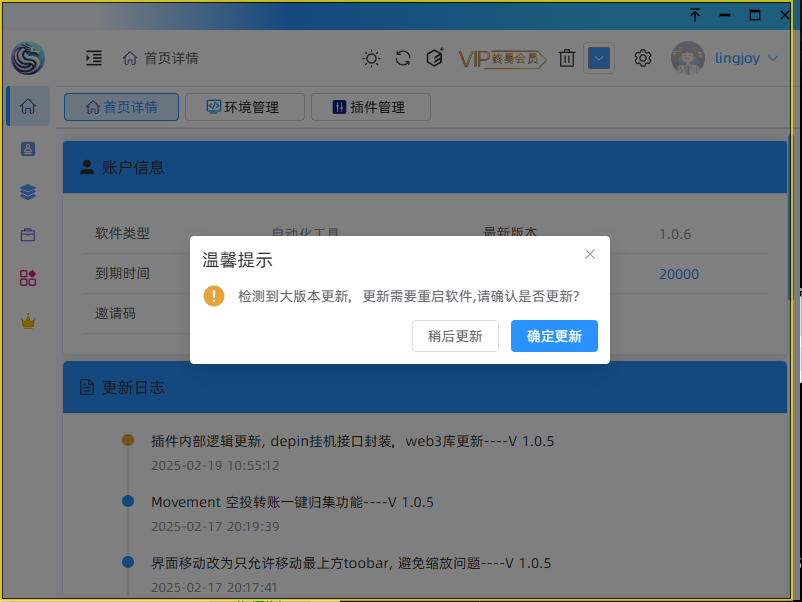 首页详情
VIP终身会员
lingjoy
首页详情
环境管理
插件管理
账户信息
软件类型
自动化工具
最新版本
1.0.6
到期时间
20000
邀请码
温馨提示
检测到大版本更新，更新需要重启软件,请确认是否更新?
稍后更新
确定更新
更新日志
插件内部逻辑更新, depin挂机接口封装，web3库更新----V 1.0.5
2025-02-19 10:55:12
Movement 空投转账一键归集功能----V 1.0.5
2025-02-17 20:19:39
界面移动改为只允许移动最上方toobar, 避免缩放问题----V 1.0.5
2025-02-17 20:17:41